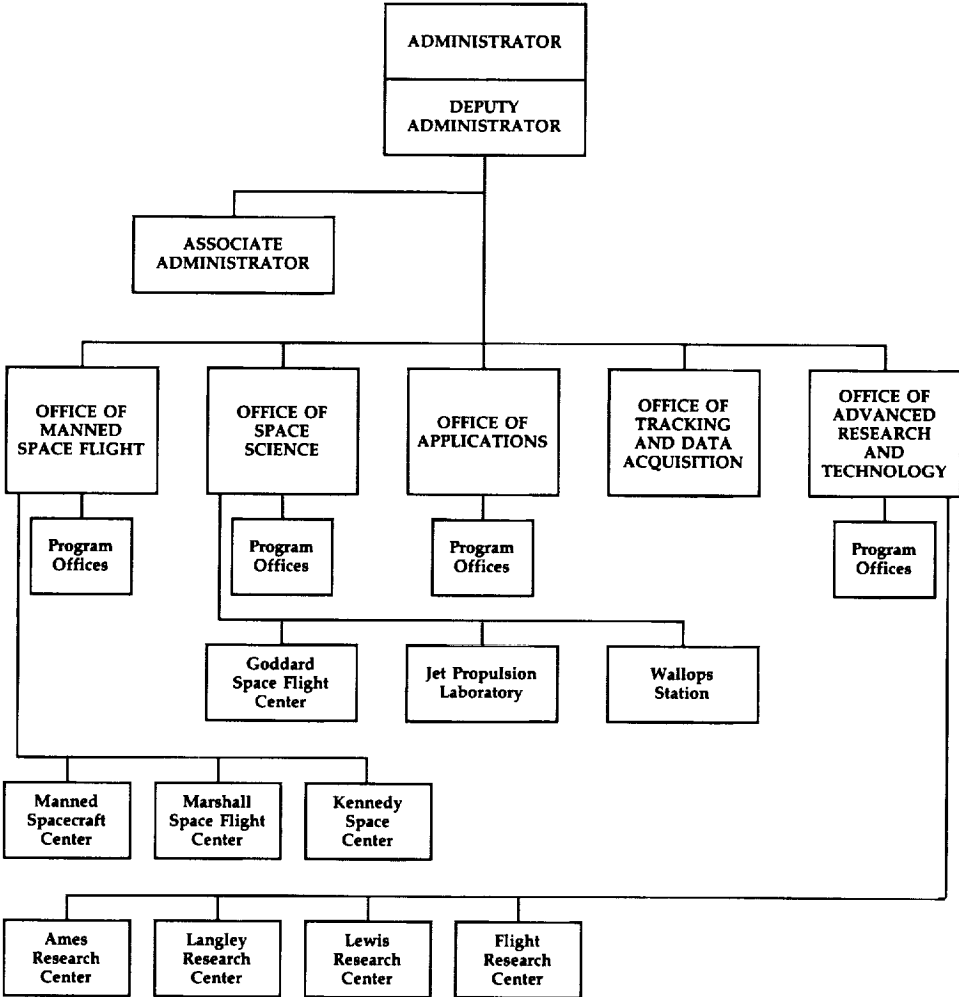 ADMINISTRATOR
DEPUTY
ADMINISTRATOR
ASSOCIATE
ADMINISTRATOR
OFFICE OF
MANNED
SPACE FLIGHT
OFFICE OF
SPACE
SCIENCE
OFFICE OF
APPLICATIONS
OFFICE OF
TRACKING
AND DATA
ACQUISITION
OFFICE OF
ADVANCED
RESEARCH
AND
TECHNOLOGY
Program
Offices
Program
Offices
Program
Offices
Program
Offices
Goddard
Space Flight
Center
Jet Propulsion
Laboratory
Wallops
Station
Manned
Spacecraft
Center
Marshall
Space Flight
Center
Kennedy
Space
Center
Ames
Research
Center
Langley
Research
Center
Lewis
Research
Center
Flight
Research
Center